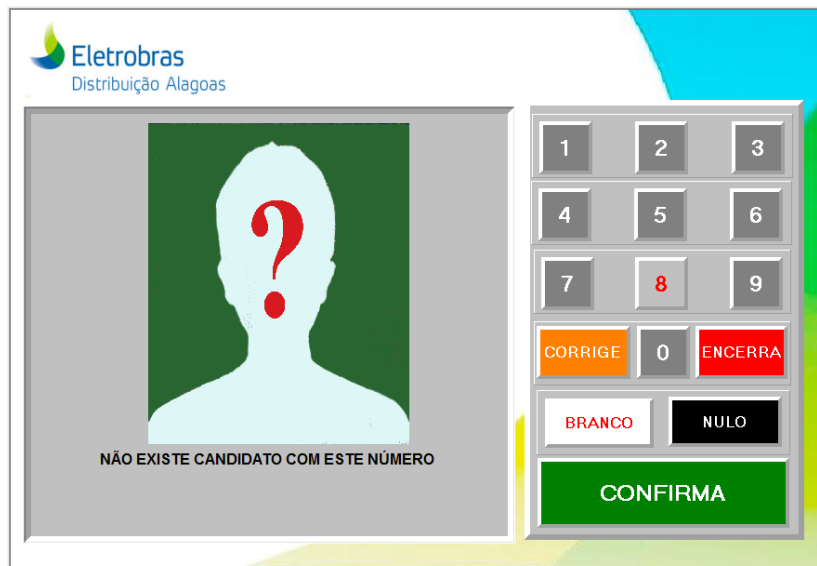 Eletrobras
Distribuição Alagoas
?
NÃO EXISTE CANDIDATO COM ESTE NÚMERO
1 2 3
4 5 6
7 8 9
CORRIGE 0 ENCERRA
BRANCO NULO
CONFIRMA